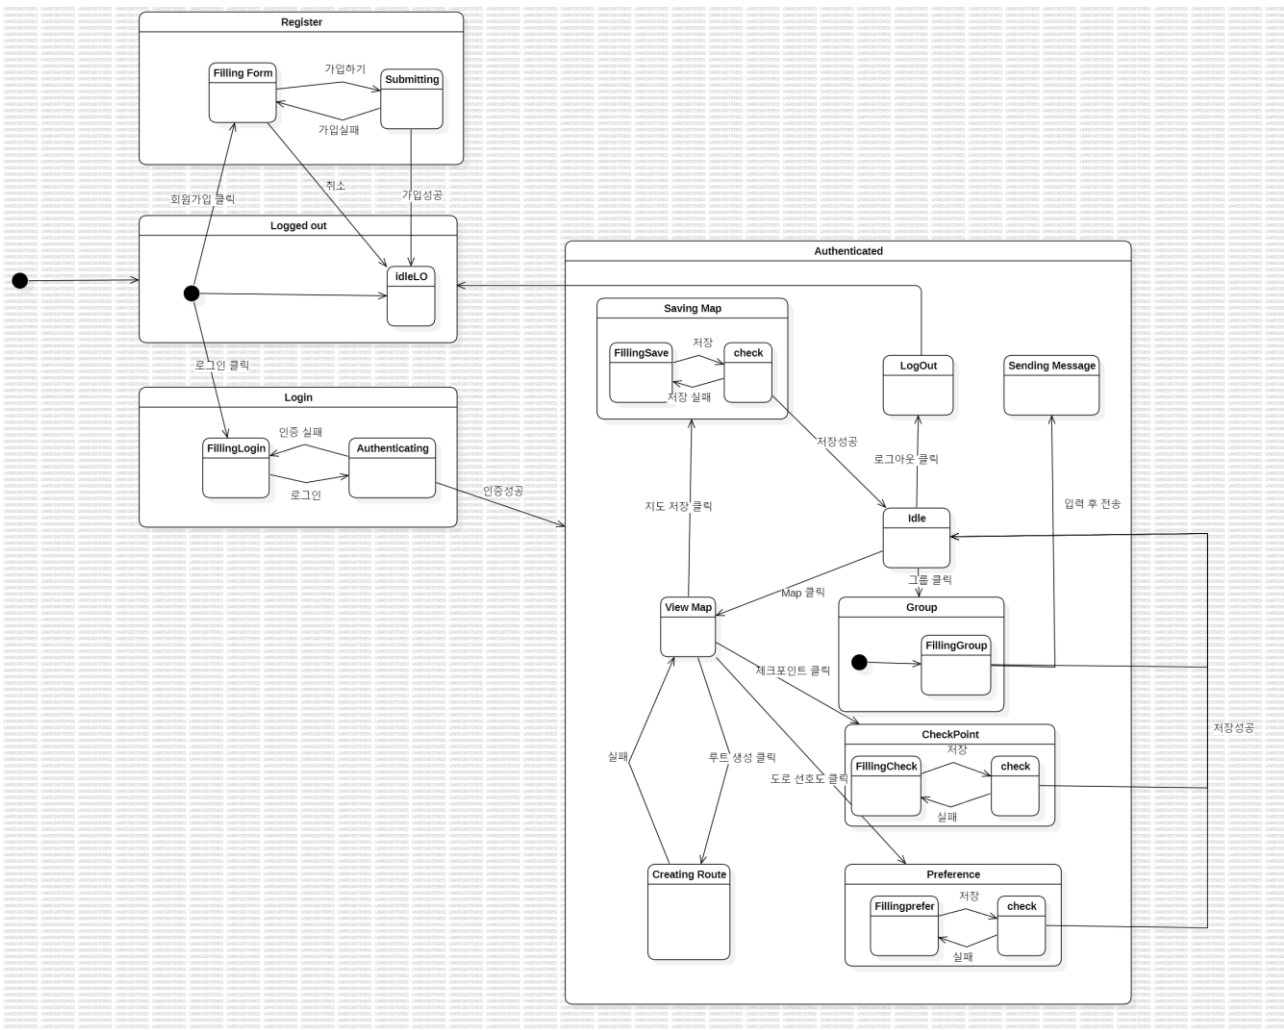 Register
Filling Form
가입하기
Submitting
가입실패
회원가입 클릭
취소
가입성공
Logged out
idleLO
로그인 클릭
Login
FillingLogin
인증 실패
Authenticating
로그인
인증성공
Authenticated
Saving Map
FillingSave
저장
check
저장 실패
LogOut
Sending Message
저장성공
로그아웃 클릭
지도 저장 클릭
입력 후 전송
Idle
그룹 클릭
Map 클릭
View Map
Group
FillingGroup
체크포인트 클릭
저장성공
CheckPoint
저장
FillingCheck
check
실패
실패
루트 생성 클릭
도로 선호도 클릭
Creating Route
Preference
저장
Fillingprefer
check
실패
UNREGISTERED